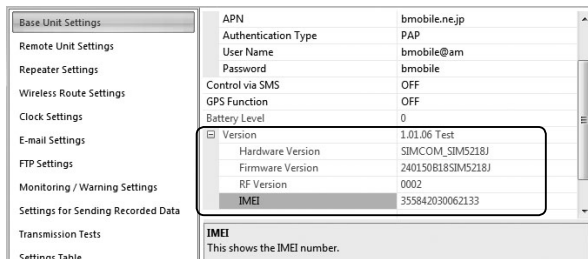 Base Unit Settings
Remote Unit Settings
Repeater Settings
Wireless Route Settings
Clock Settings
E-mail Settings
FTP Settings
Monitoring / Warning Settings
Settings for Sending Recorded Data
Transmission Tests
Settings Table
APN bmobile.ne.jp
Authentication Type PAP
User Name bmobile@am
Password bmobile
Control via SMS OFF
GPS Function OFF
Battery Level 0
Version 1.01.06 Test
Hardware Version SIMCOM_SIM5218J
Firmware Version 240150B18SIM5218J
RF Version 0002
IMEI 355842030062133
IMEI
This shows the IMEI number.